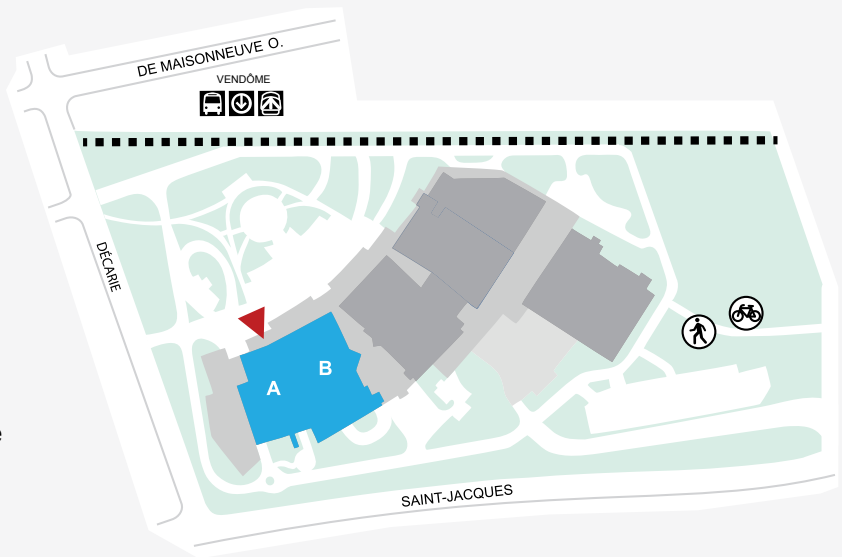 DE MAISONNEUVE O.
VENDÔME
DÉCARIE
A
B
SAINT-JACQUES